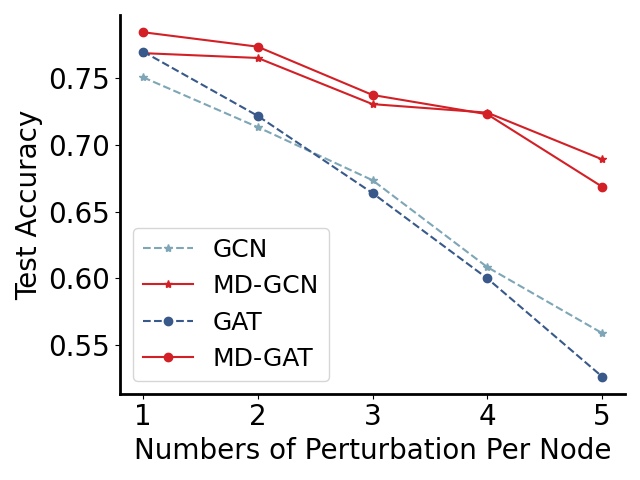 Test Accuracy
0.75
0.70
0.65
0.60
0.55
GCN
MD-GCN
GAT
MD-GAT
1 2 3 4 5
Numbers of Perturbation Per Node